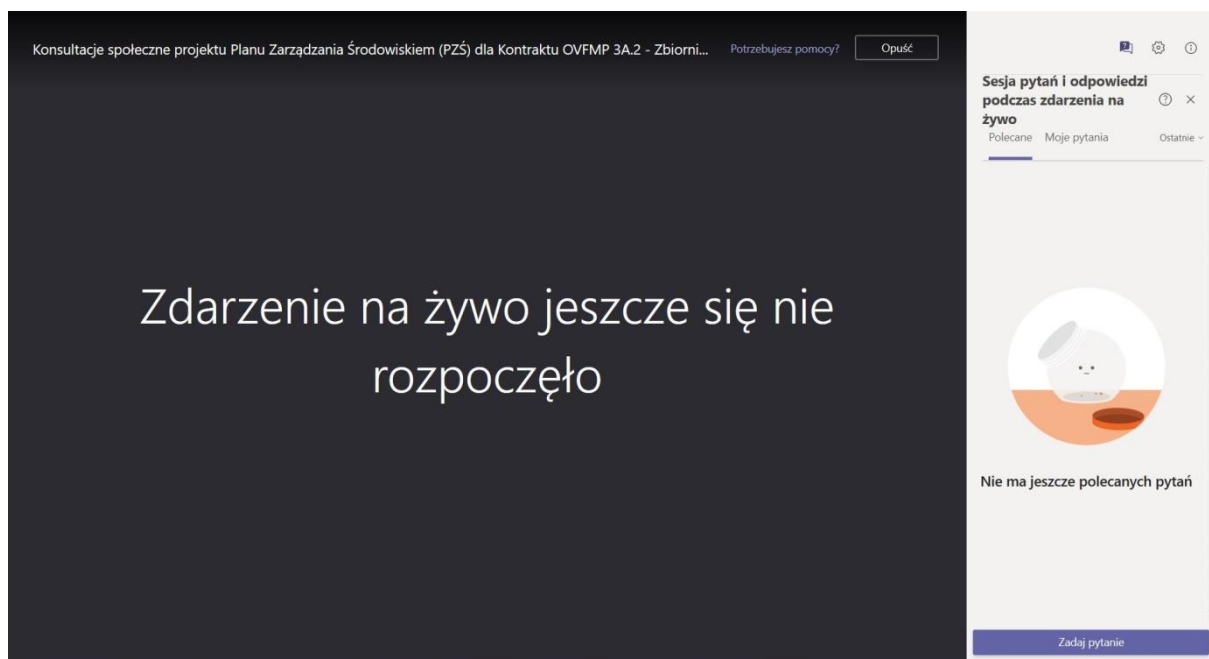 Konsultacje społeczne projektu Planu Zarządzania Środowiskiem (PZŚ) dla Kontraktu OVFMP 3A.2 - Zbiorni...
Potrzebujesz pomocy?
Opuść
Zdarzenie na żywo jeszcze się nie
rozpoczęło
Sesja pytań i odpowiedzi
podczas zdarzenia na
żywo
Polecane
Moje pytania
Ostatnie
Nie ma jeszcze polecanych pytań
Zadaj pytanie